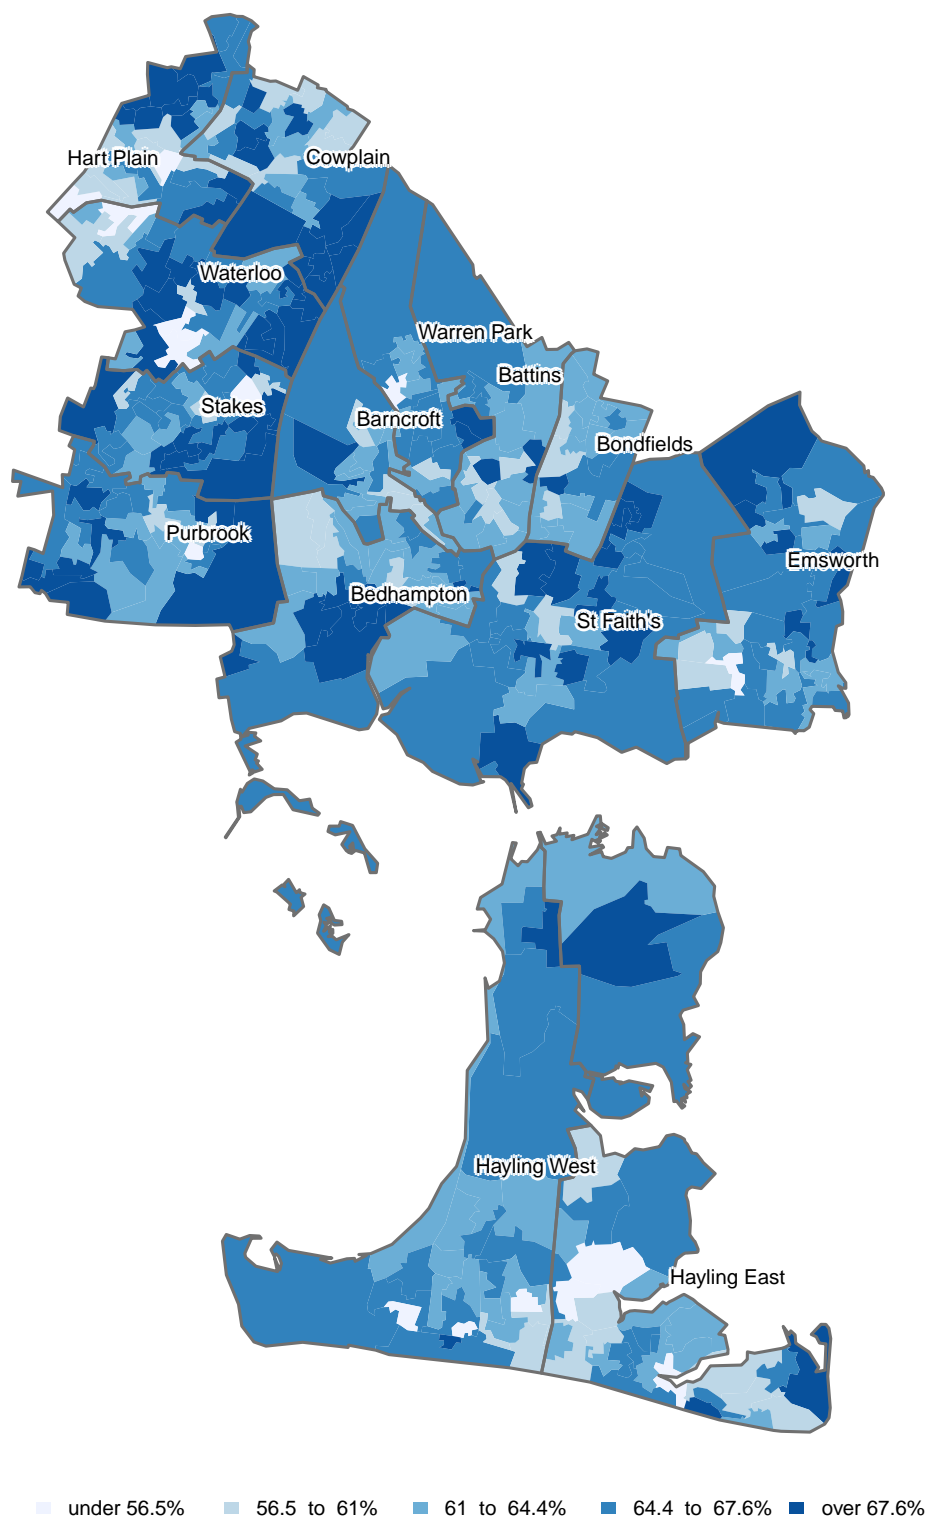 Hart Plain
Cowplain
Waterloo
Warren Park
Battins
Stakes
Barncroft
Bondfields
Purbrook
Emsworth
Bedhampton
St Faith's
Hayling West
Hayling East
under 56.5% 56.5 to 61% 61 to 64.4% 64.4 to 67.6% over 67.6%